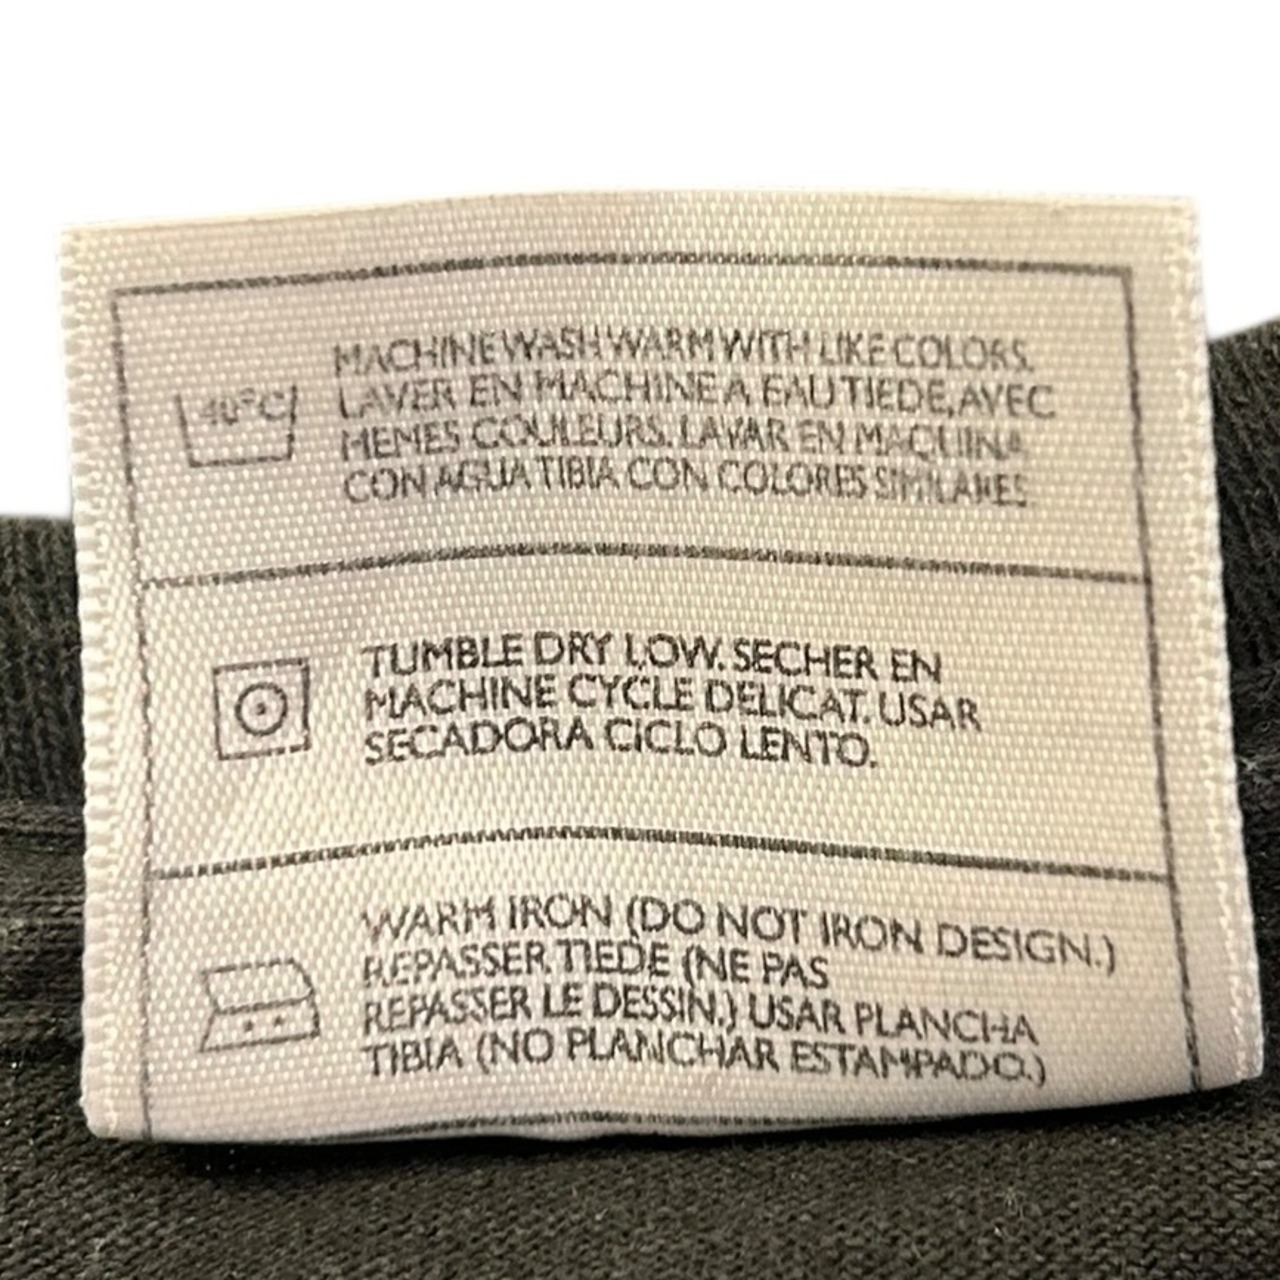 40°C
MACHINE WASH WARM WITH LIKE COLORS.
LAVER EN MACHINE A EAU TIEDE, AVEC
MEMES COULEURS. LAVAR EN MAQUINA
CON AGUA TIBIA CON COLORES SIMILARES
TUMBLE DRY LOW. SECHER EN
MACHINE CYCLE DELICAT. USAR
SECADORA CICLO LENTO.
WARM IRON (DO NOT IRON DESIGN.)
REPASSER TIEDE (NE PAS
REPASSER LE DESSIN.) USAR PLANCHA
TIBIA (NO PLANCHAR ESTAMPADO.)